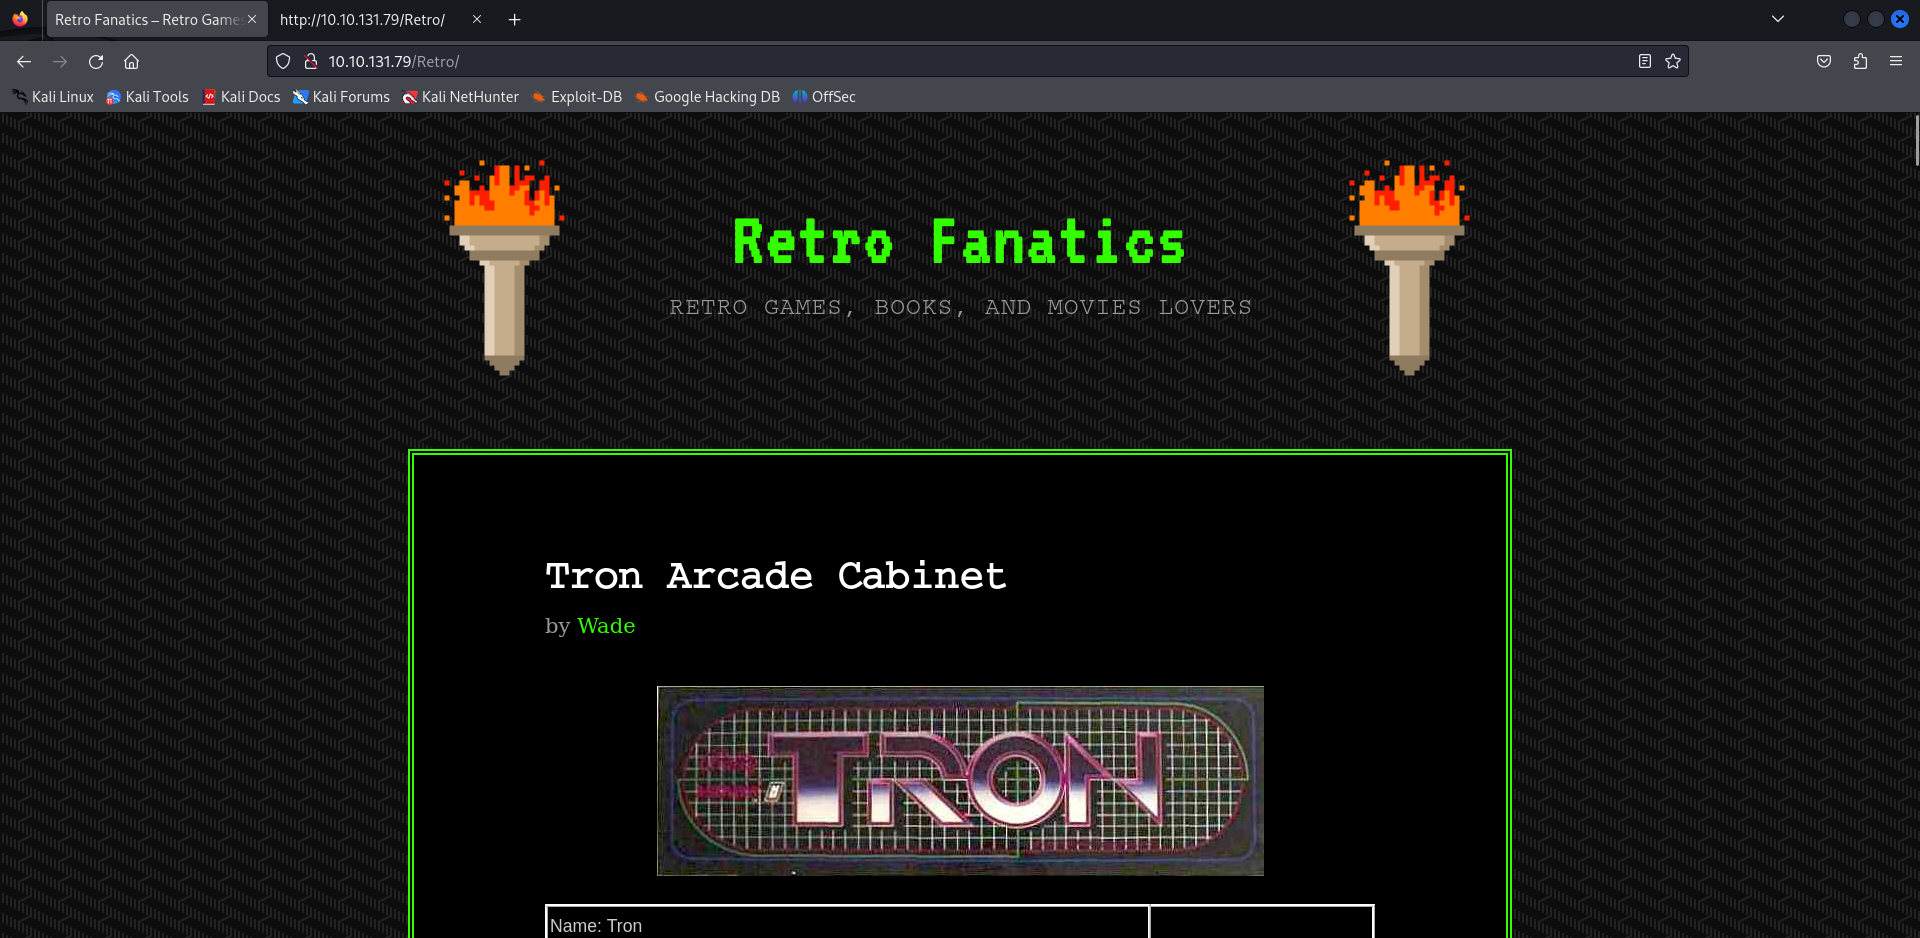 Retro Fanatics – Retro Game
http://10.10.131.79/Retro/
10.10.131.79/Retro/
Kali Linux
Kali Tools
Kali Docs
Kali Forums
Kali NetHunter
Exploit-DB
Google Hacking DB
OffSec
Retro Fanatics
RETRO GAMES, BOOKS, AND MOVIES LOVERS
Tron Arcade Cabinet
by Wade
TRON
Name: Tron